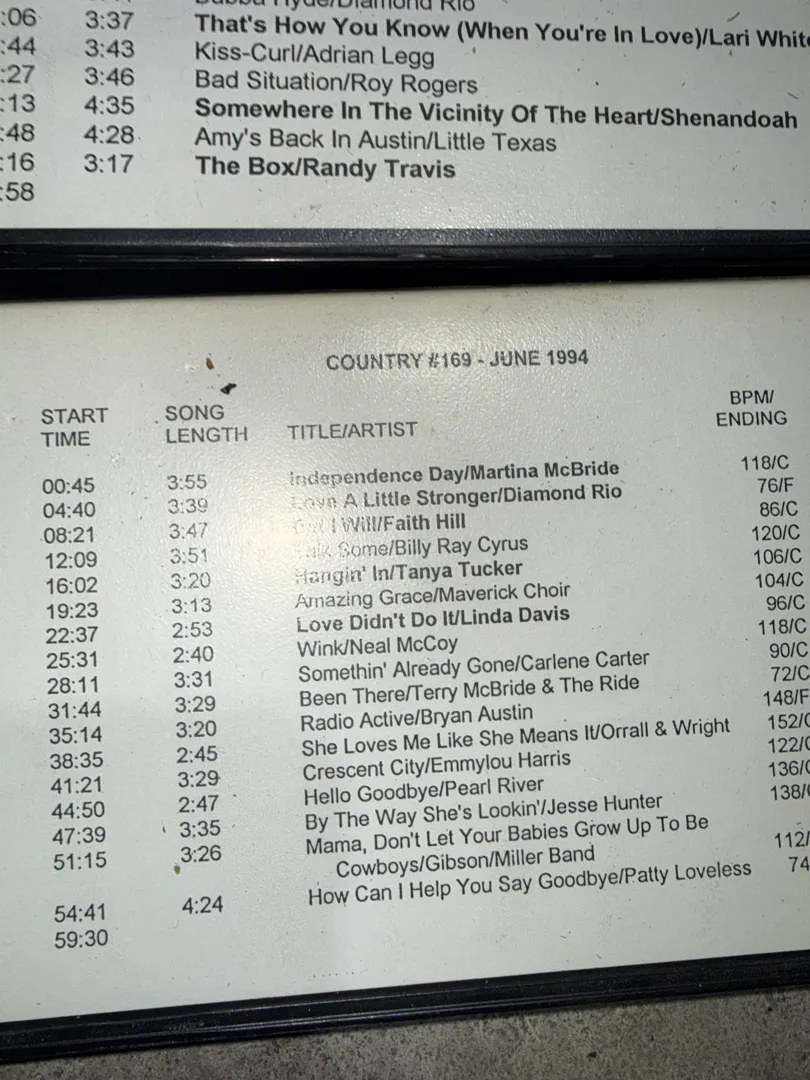 :06 3:37 That's How You Know (When You're In Love)/Lari White
:44 3:43 Kiss-Curl/Adrian Legg
:27 3:46 Bad Situation/Roy Rogers
:13 4:35 Somewhere In The Vicinity Of The Heart/Shenandoah
:48 4:28 Amy's Back In Austin/Little Texas
:16 3:17 The Box/Randy Travis
:58
COUNTRY #169 - JUNE 1994
START TIME SONG LENGTH TITLE/ARTIST BPM/ ENDING
00:45 3:55 Independence Day/Martina McBride 118/C
04:40 3:39 Love A Little Stronger/Diamond Rio 76/F
08:21 3:47 I Will/Faith Hill 86/C
12:09 3:51 Talk Some/Billy Ray Cyrus 120/C
16:02 3:20 Hangin' In/Tanya Tucker 106/C
19:23 3:13 Amazing Grace/Maverick Choir 104/C
22:37 2:53 Love Didn't Do It/Linda Davis 96/C
25:31 2:40 Wink/Neal McCoy 118/C
28:11 3:31 Somethin' Already Gone/Carlene Carter 90/C
31:44 3:29 Been There/Terry McBride & The Ride 72/C
35:14 3:20 Radio Active/Bryan Austin 148/F
38:35 2:45 She Loves Me Like She Means It/Orrall & Wright 152/C
41:21 3:29 Crescent City/Emmylou Harris 122/C
44:50 2:47 Hello Goodbye/Pearl River 136/C
47:39 3:35 By The Way She's Lookin'/Jesse Hunter 138/C
51:15 3:26 Mama, Don't Let Your Babies Grow Up To Be
Cowboys/Gibson/Miller Band 112/
54:41 4:24 How Can I Help You Say Goodbye/Patty Loveless 74
59:30